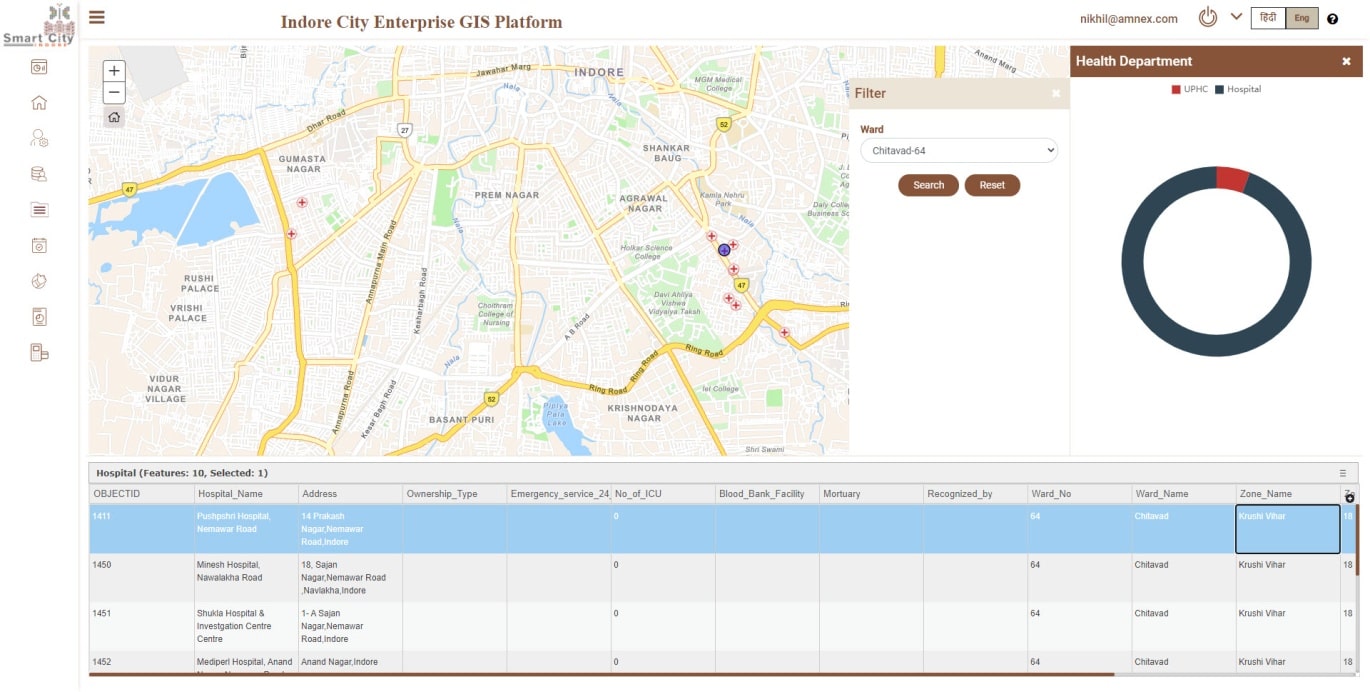 Smart City
INDORE
Indore City Enterprise GIS Platform
nikhil@amnex.com
हिंदी
Eng
?
+
−
Jawahar Marg
INDORE
Nala
MGM Medical
College
Anand Marg
Dhar Road
27
52
Nala
GUMASTA
NAGAR
SHANKAR
BAUG
47
PREM NAGAR
AGRAWAL
NAGAR
Kamla Nehru
Park
Daly Colle
Business Sc
Nala
Nala
Holkar Science
College
Annapurna Main Road
Kesharbagh Road
RUSHI
PALACE
VRISHI
PALACE
47
Choithram
College of
Nursing
Davi Ahliya
Vishwa
Vidyalya Taksh
A B Road
Ring Road
Ring Road
Ring Road
Nala
VIDUR
NAGAR
VILLAGE
Annapurna Road
Kesar Bagh Road
52
BASANT PURI
Pipliya
Pala
Lake
KRISHNODAYA
NAGAR
Iet College
Shri Swami
Filter
Ward
Chitavad-64
Search
Reset
Health Department
UPHC
Hospital
Hospital (Features: 10, Selected: 1)
OBJECTID Hospital_Name Address Ownership_Type Emergency_service_24_ No_of_ICU Blood_Bank_Facility Mortuary Recognized_by Ward_No Ward_Name Zone_Name
1411 Pushpshri Hospital, 14 Prakash 0 64 Chitavad Krushi Vihar 18
Nemawar Road Nagar,Nemawar
Road,Indore
1450 Minesh Hospital, 18, Sajan 0 64 Chitavad Krushi Vihar 18
Nawalakha Road Nagar,Nemawar Road
,Navlakha,Indore
1451 Shukla Hospital & 1- A Sajan 0 64 Chitavad Krushi Vihar 18
Investgation Centre Nagar,Nemawar
Centre Road,Indore
1452 Mediperl Hospital, Anand Anand Nagar,Indore 0 64 Chitavad Krushi Vihar 18